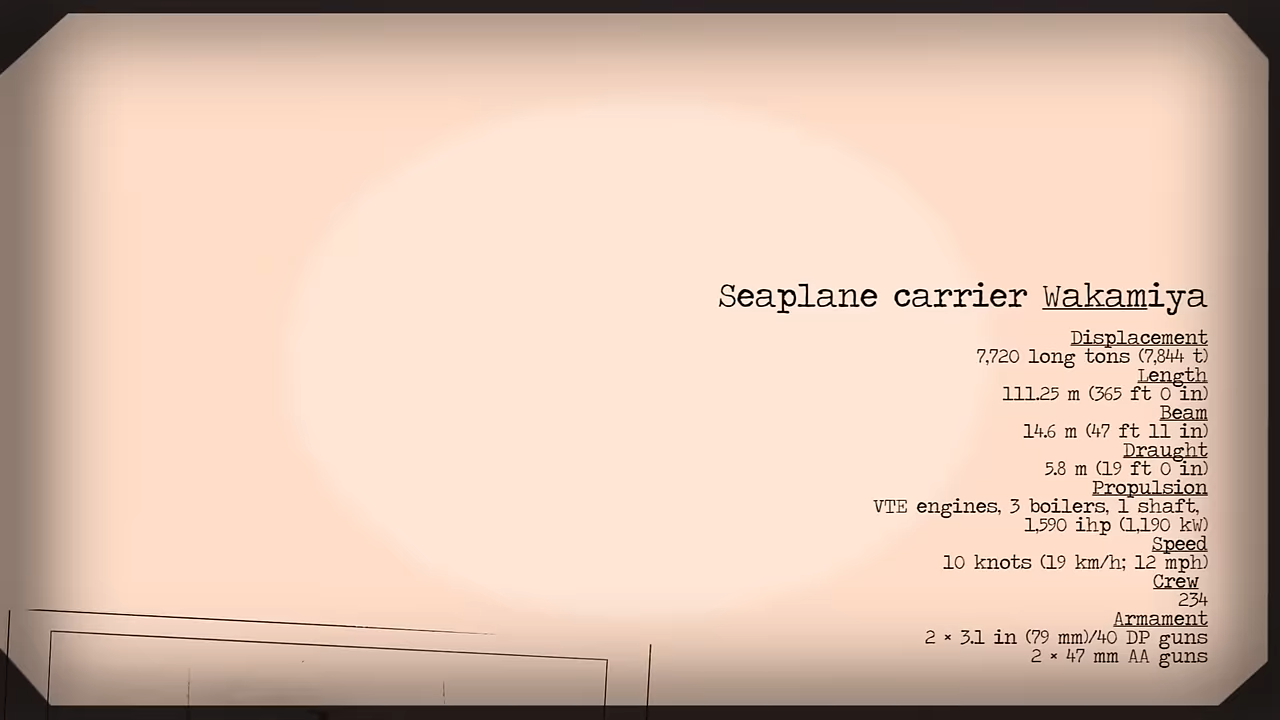 Seaplane carrier Wakamiya
Displacement
7,720 long tons (7,844 t)
Length
111.25 m (365 ft 0 in)
Beam
14.6 m (47 ft 11 in)
Draught
5.8 m (19 ft 0 in)
Propulsion
VTE engines, 3 boilers, 1 shaft,
1,590 ihp (1,190 kW)
Speed
10 knots (19 km/h; 12 mph)
Crew
234
Armament
2 × 3.1 in (79 mm)/40 DP guns
2 × 47 mm AA guns